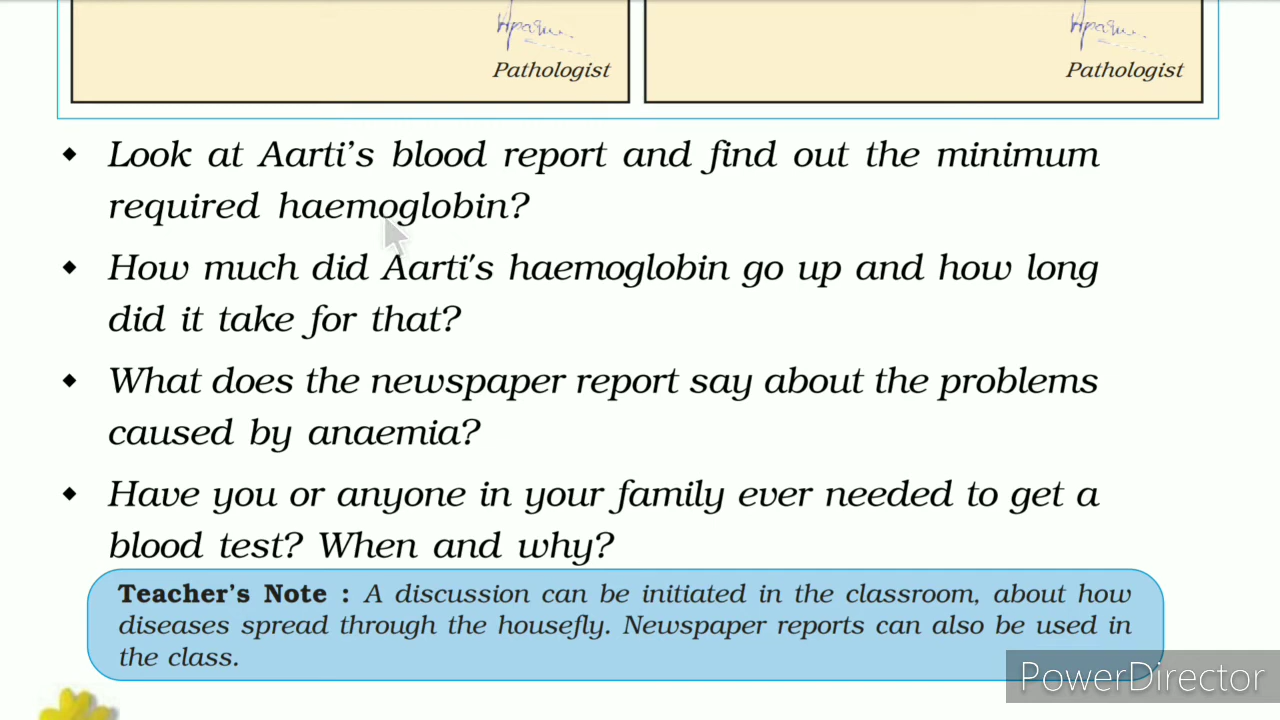 Pathologist Pathologist
Look at Aarti's blood report and find out the minimum
required haemoglobin?
How much did Aarti's haemoglobin go up and how long
did it take for that?
What does the newspaper report say about the problems
caused by anaemia?
Have you or anyone in your family ever needed to get a
blood test? When and why?
Teacher's Note : A discussion can be initiated in the classroom, about how
diseases spread through the housefly. Newspaper reports can also be used in
the class.
PowerDirector